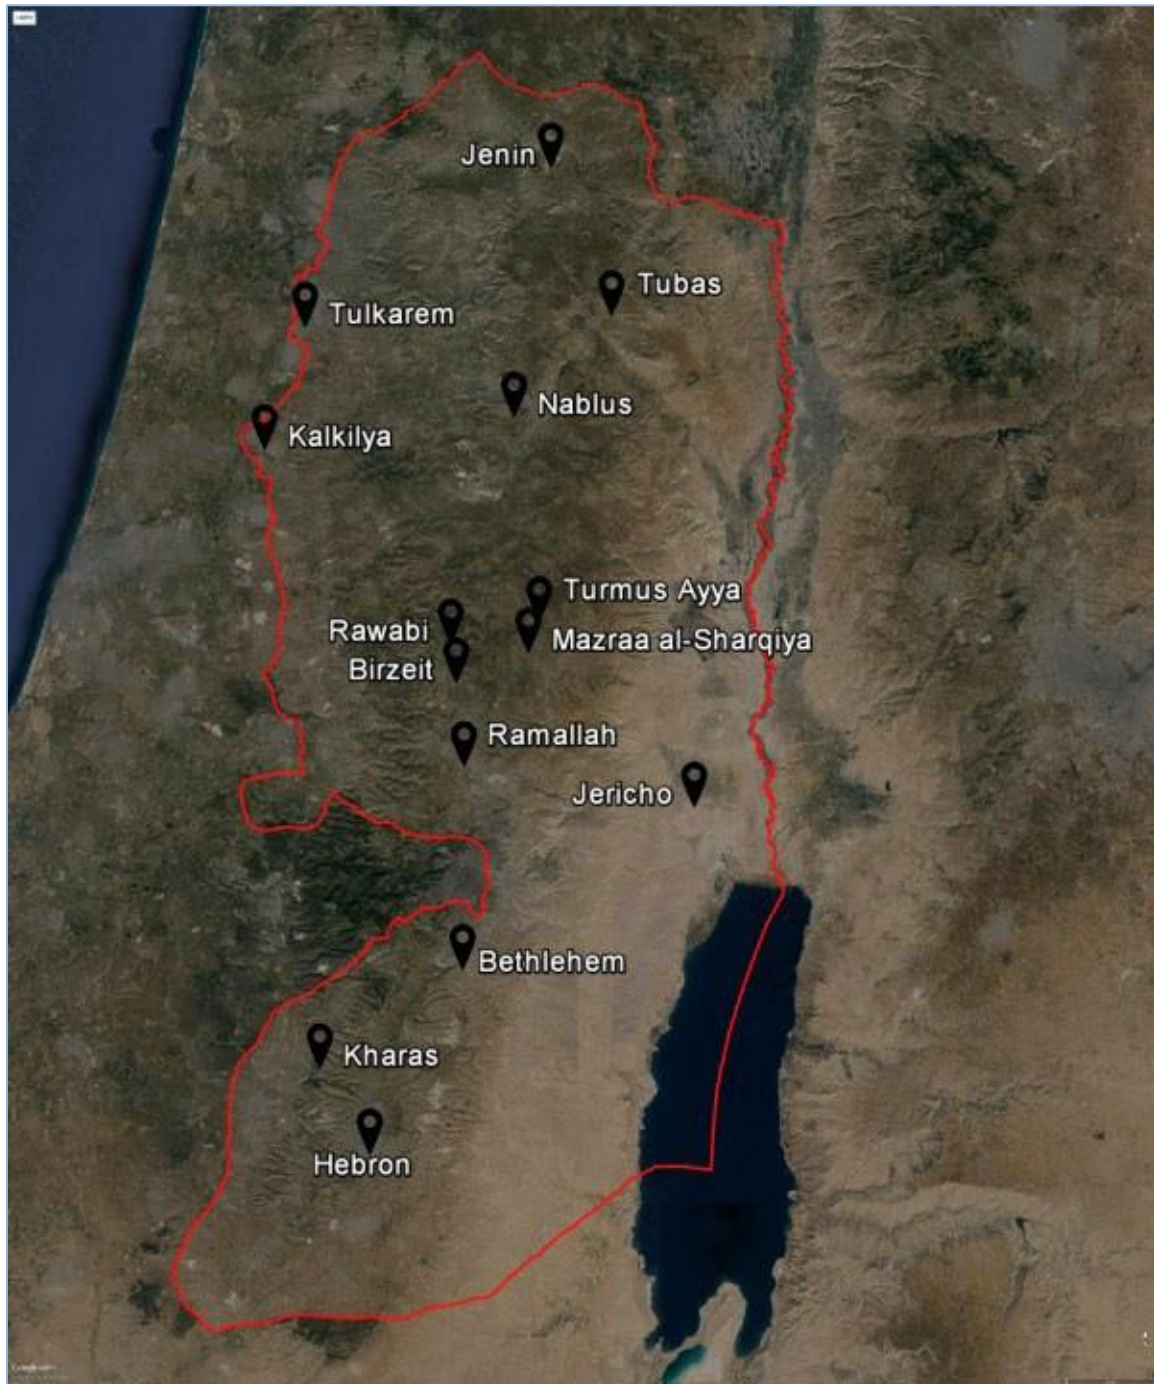 Jenin
Tubas
Tulkarem
Nablus
Kalkilya
Turmus Ayya
Rawabi
Mazraa al-Sharqiya
Birzeit
Ramallah
Jericho
Bethlehem
Kharas
Hebron